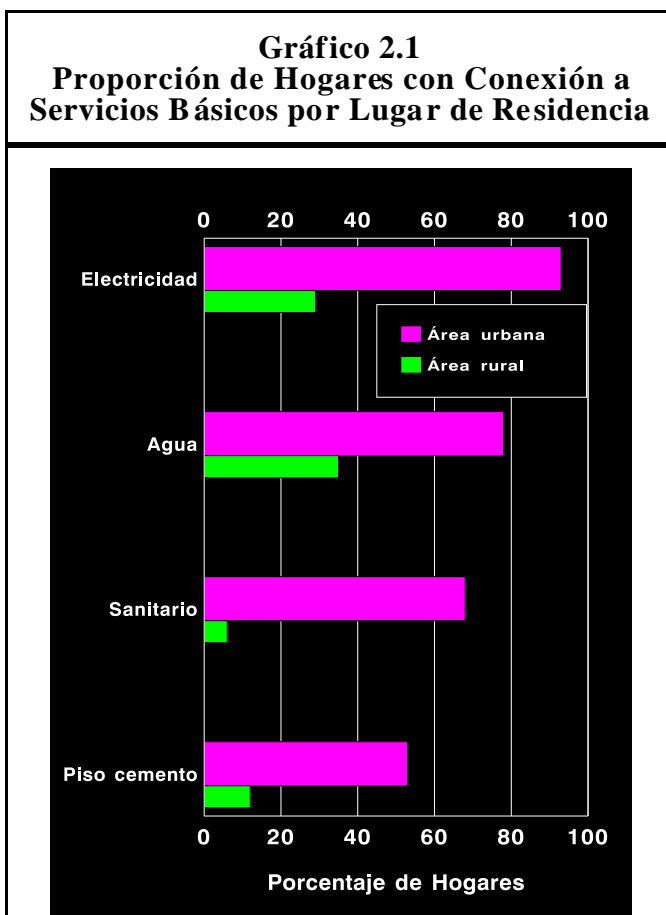 Gráfico 2.1
Proporción de Hogares con Conexión a
Servicios Básicos por Lugar de Residencia
0 20 40 60 80 100
Electricidad
Área urbana
Área rural
Agua
Sanitario
Piso cemento
0 20 40 60 80 100
Porcentaje de Hogares